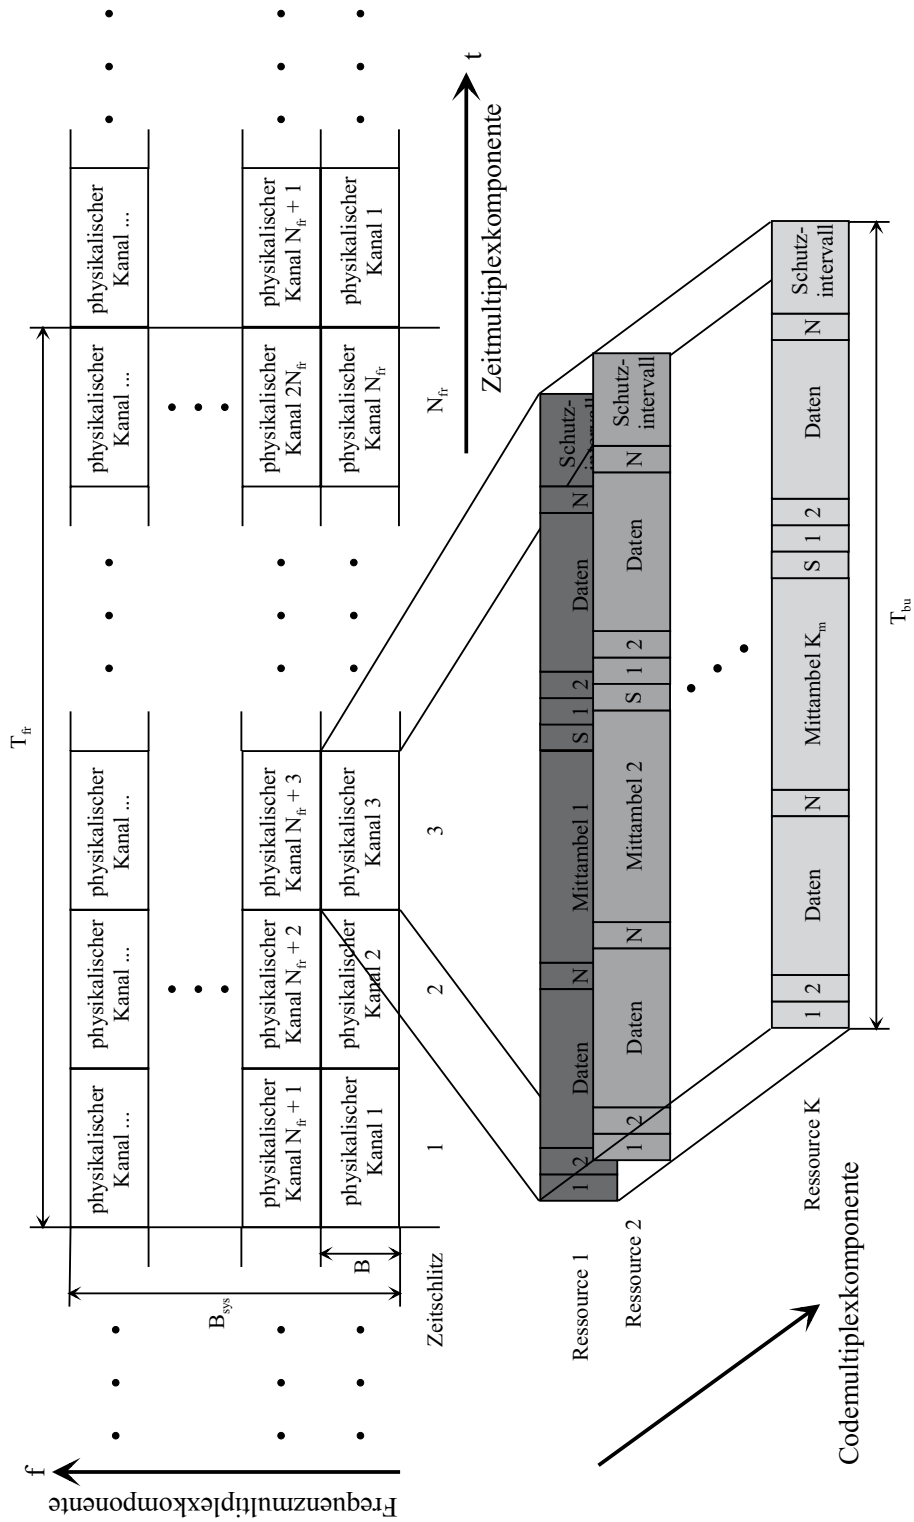 f
Frequenzmultiplexkomponente
B_sys
B
T_fr
physikalischer
Kanal ...
physikalischer
Kanal ...
physikalischer
Kanal ...
physikalischer
Kanal ...
physikalischer
Kanal ...
physikalischer
Kanal N_fr + 1
physikalischer
Kanal N_fr + 2
physikalischer
Kanal N_fr + 3
physikalischer
Kanal 2N_fr
physikalischer
Kanal N_fr + 1
physikalischer
Kanal 1
physikalischer
Kanal 2
physikalischer
Kanal 3
physikalischer
Kanal N_fr
physikalischer
Kanal 1
Zeitschlitz
1
2
3
N_fr
t
Zeitmultiplexkomponente
Ressource 1
1 2 Daten N Mittambel 1 S 1 2 Daten N Schutz-
intervall
Ressource 2
1 2 Daten N Mittambel 2 S 1 2 Daten N Schutz-
intervall
Ressource K
1 2 Daten N Mittambel K_m S 1 2 Daten N Schutz-
intervall
T_bu
Codemultiplexkomponente